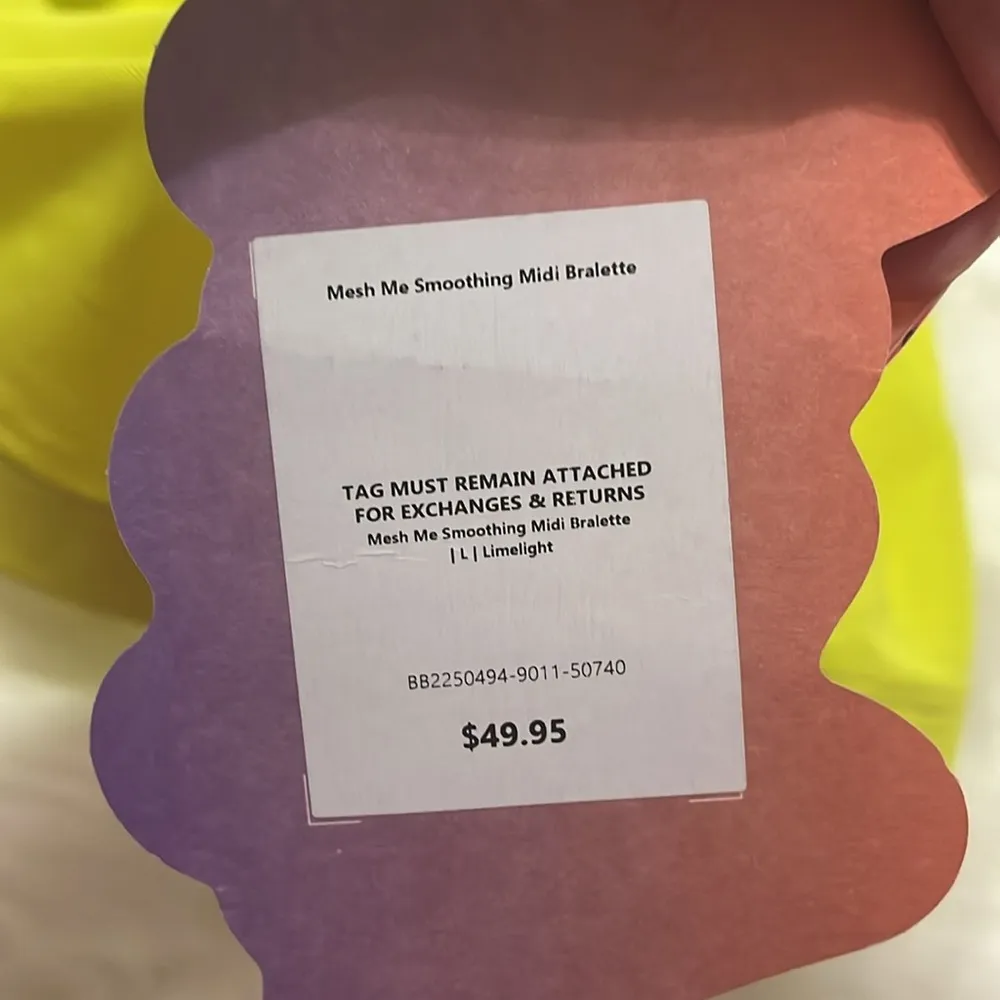 Mesh Me Smoothing Midi Bralette
TAG MUST REMAIN ATTACHED
FOR EXCHANGES & RETURNS
Mesh Me Smoothing Midi Bralette
| L | Limelight
BB2250494-9011-50740
$49.95